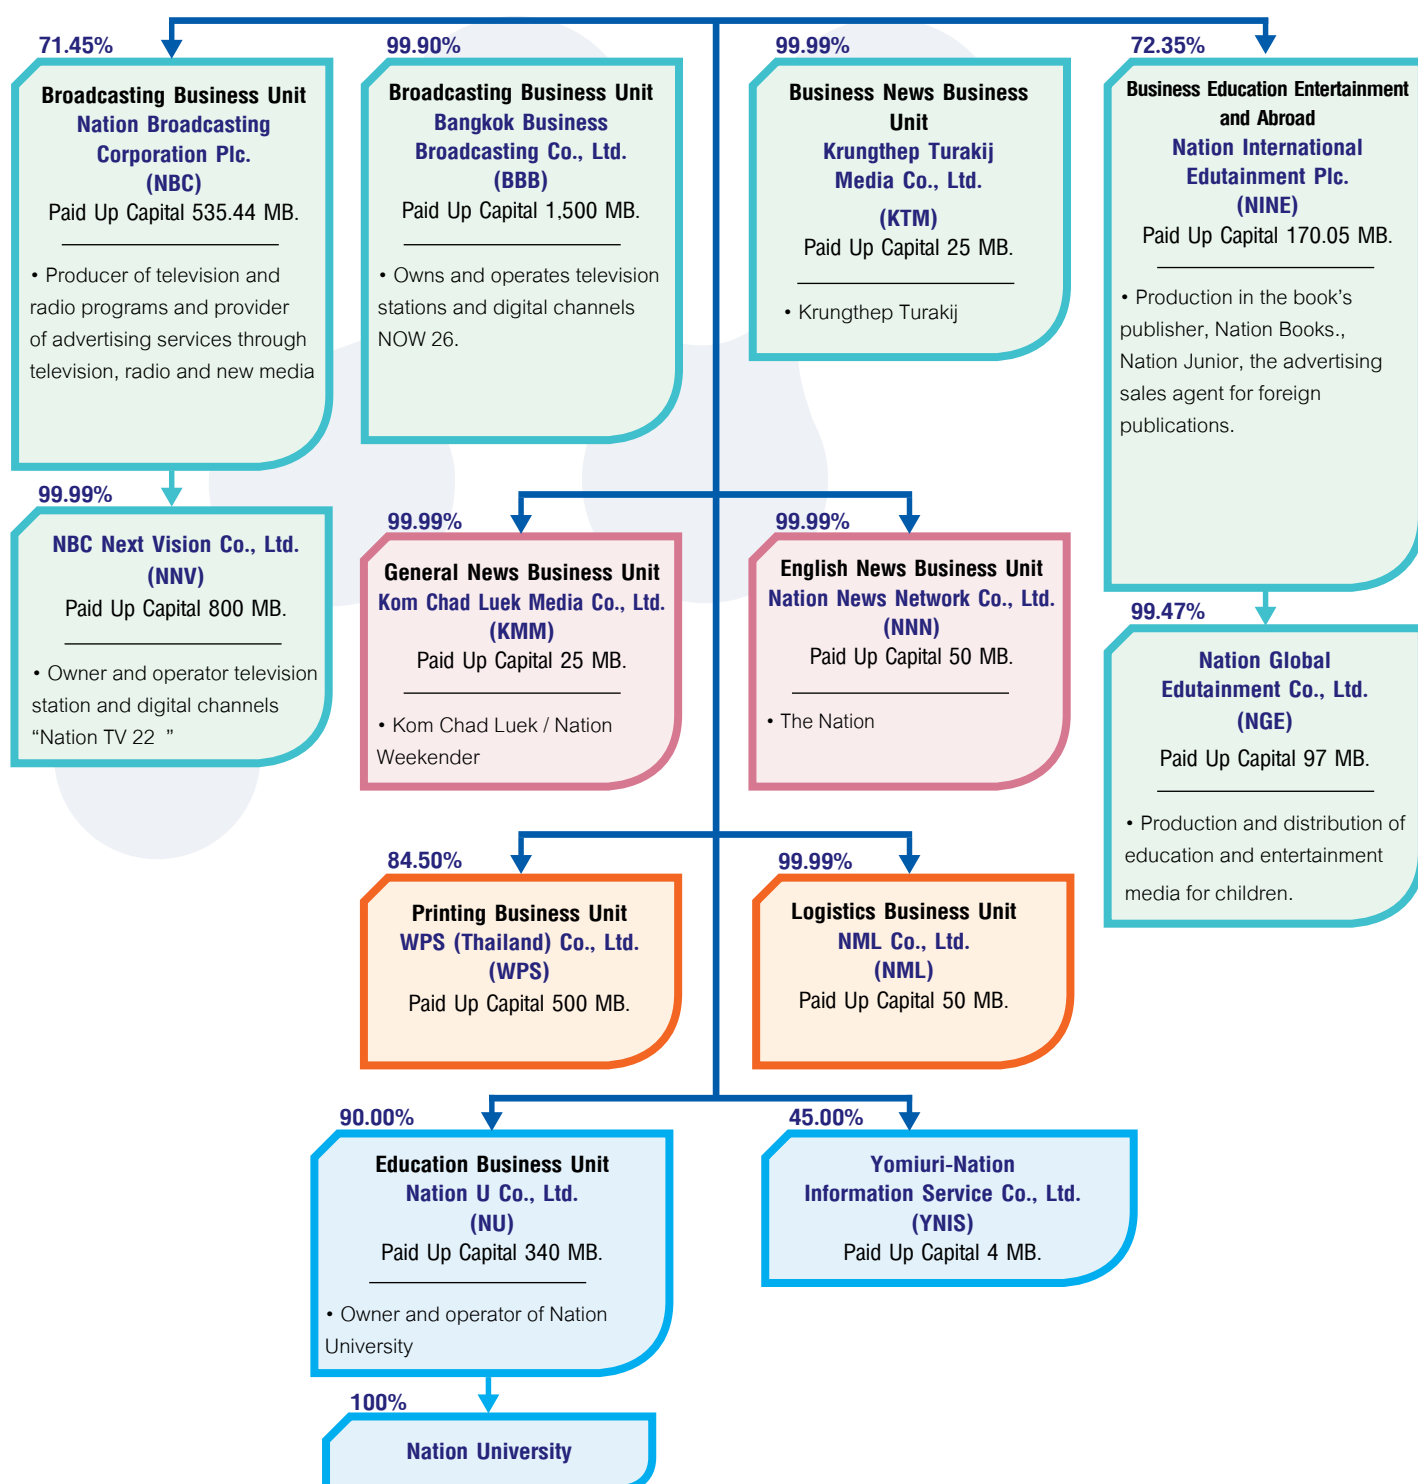 71.45%
Broadcasting Business Unit
Nation Broadcasting
Corporation Plc.
(NBC)
Paid Up Capital 535.44 MB.
• Producer of television and
radio programs and provider
of advertising services through
television, radio and new media
99.90%
Broadcasting Business Unit
Bangkok Business
Broadcasting Co., Ltd.
(BBB)
Paid Up Capital 1,500 MB.
• Owns and operates television
stations and digital channels
NOW 26.
99.99%
Business News Business
Unit
Krungthep Turakij
Media Co., Ltd.
(KTM)
Paid Up Capital 25 MB.
• Krungthep Turakij
72.35%
Business Education Entertainment
and Abroad
Nation International
Edutainment Plc.
(NINE)
Paid Up Capital 170.05 MB.
• Production in the book's
publisher, Nation Books.,
Nation Junior, the advertising
sales agent for foreign
publications.
99.99%
NBC Next Vision Co., Ltd.
(NNV)
Paid Up Capital 800 MB.
• Owner and operator television
station and digital channels
“Nation TV 22 ”
99.99%
General News Business Unit
Kom Chad Luek Media Co., Ltd.
(KMM)
Paid Up Capital 25 MB.
• Kom Chad Luek / Nation
Weekender
99.99%
English News Business Unit
Nation News Network Co., Ltd.
(NNN)
Paid Up Capital 50 MB.
• The Nation
99.47%
Nation Global
Edutainment Co., Ltd.
(NGE)
Paid Up Capital 97 MB.
• Production and distribution of
education and entertainment
media for children.
84.50%
Printing Business Unit
WPS (Thailand) Co., Ltd.
(WPS)
Paid Up Capital 500 MB.
99.99%
Logistics Business Unit
NML Co., Ltd.
(NML)
Paid Up Capital 50 MB.
90.00%
Education Business Unit
Nation U Co., Ltd.
(NU)
Paid Up Capital 340 MB.
• Owner and operator of Nation
University
45.00%
Yomiuri-Nation
Information Service Co., Ltd.
(YNIS)
Paid Up Capital 4 MB.
100%
Nation University